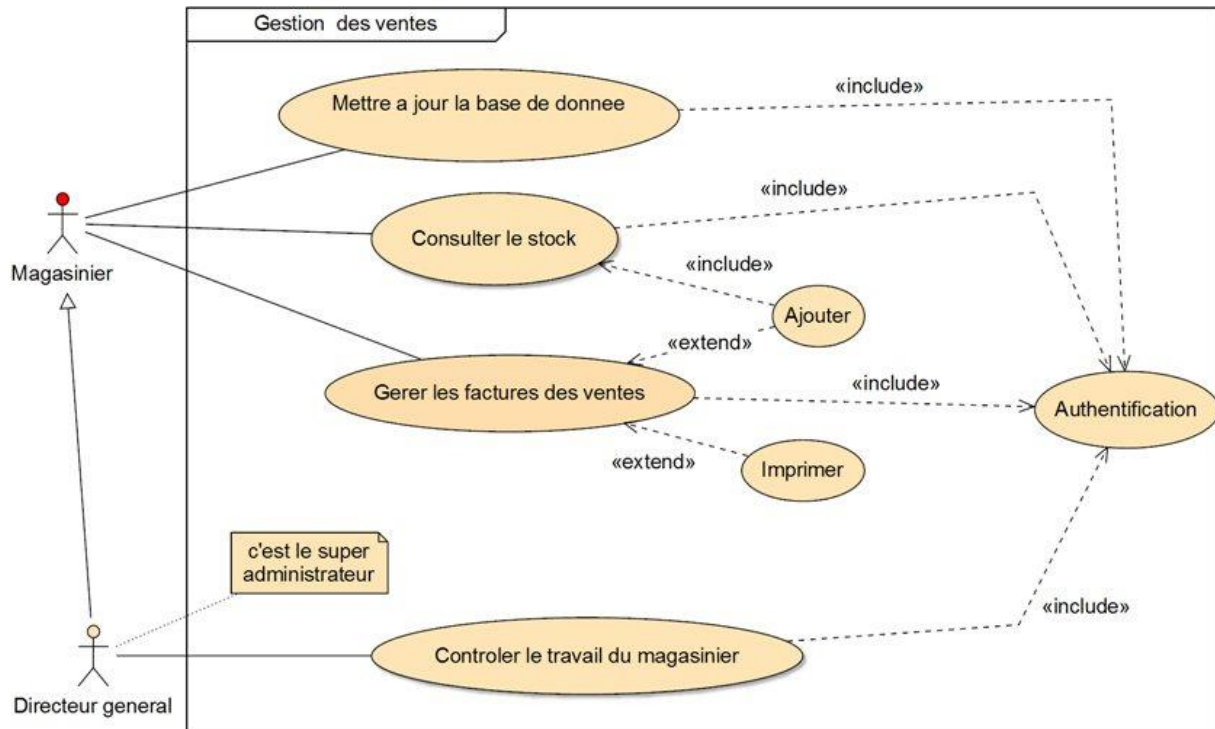 Gestion des ventes
Mettre a jour la base de donnee
«include»
«include»
Consulter le stock
«include»
Magasinier
Ajouter
«extend»
Gerer les factures des ventes
«include»
Authentification
«extend»
Imprimer
c'est le super
administrateur
«include»
Controler le travail du magasinier
Directeur general